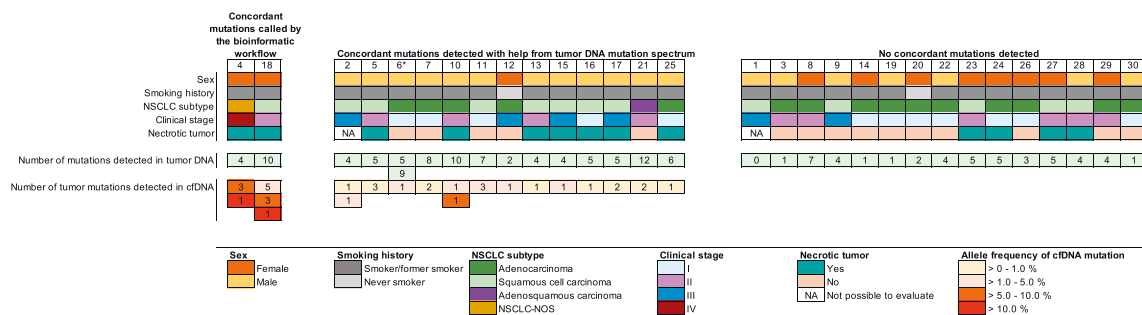 Concordant
mutations called by
the bioinformatic
workflow
Concordant mutations detected with help from tumor DNA mutation spectrum
No concordant mutations detected
4 18 2 5 6* 7 10 11 12 13 15 16 17 21 25 1 3 8 9 14 19 20 22 23 24 26 27 28 29 30
Sex
Smoking history
NSCLC subtype
Clinical stage
Necrotic tumor NA NA
Number of mutations detected in tumor DNA 4 10 4 5 5 8 10 7 2 4 4 5 5 12 6 0 1 7 4 1 1 2 4 5 5 3 5 4 4 1
9
Number of tumor mutations detected in cfDNA 3 5 1 3 1 2 1 3 1 1 1 1 2 2 1
1 3 1 1
1
Sex
Female
Male
Smoking history
Smoker/former smoker
Never smoker
NSCLC subtype
Adenocarcinoma
Squamous cell carcinoma
Adenosquamous carcinoma
NSCLC-NOS
Clinical stage
I
II
III
IV
Necrotic tumor
Yes
No
NA Not possible to evaluate
Allele frequency of cfDNA mutation
> 0 - 1.0 %
> 1.0 - 5.0 %
> 5.0 - 10.0 %
> 10.0 %